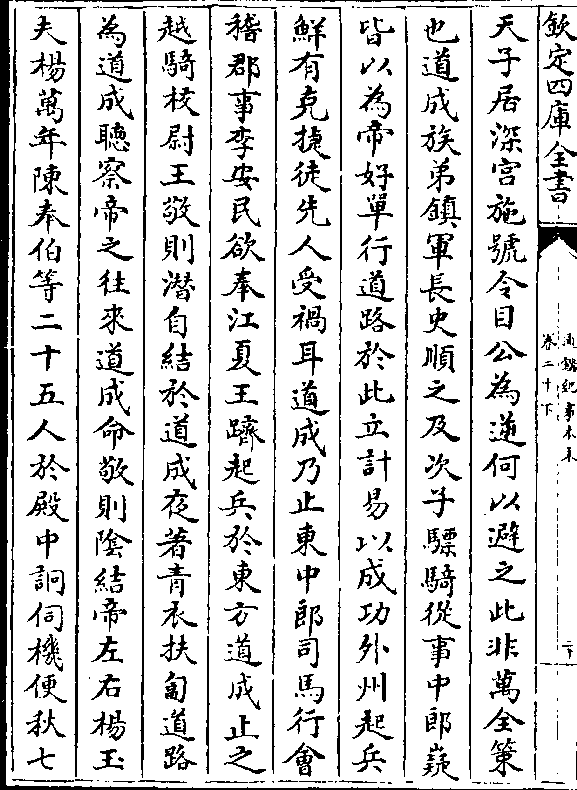 欽定四庫全書
通鑑紀事本末
卷二十下
天子居深宫施號令目公為逆何以避之此非萬全策
也道成族弟鎮軍長史順之及次子驃騎從事中郎嶷
皆以為帝好單行道路於此立計易以成功外州起兵
鮮有克捷徒先人受禍耳道成乃止東中郎司馬行會
稽郡事李安民欲奉江夏王躋起兵於東方道成止之
越騎校尉王敬則潛自結於道成夜著青衣扶匐道路
為道成聽察帝之往來道成命敬則陰結帝左右楊玉
夫楊萬年陳奉伯等二十五人於殿中詗伺機便秋七